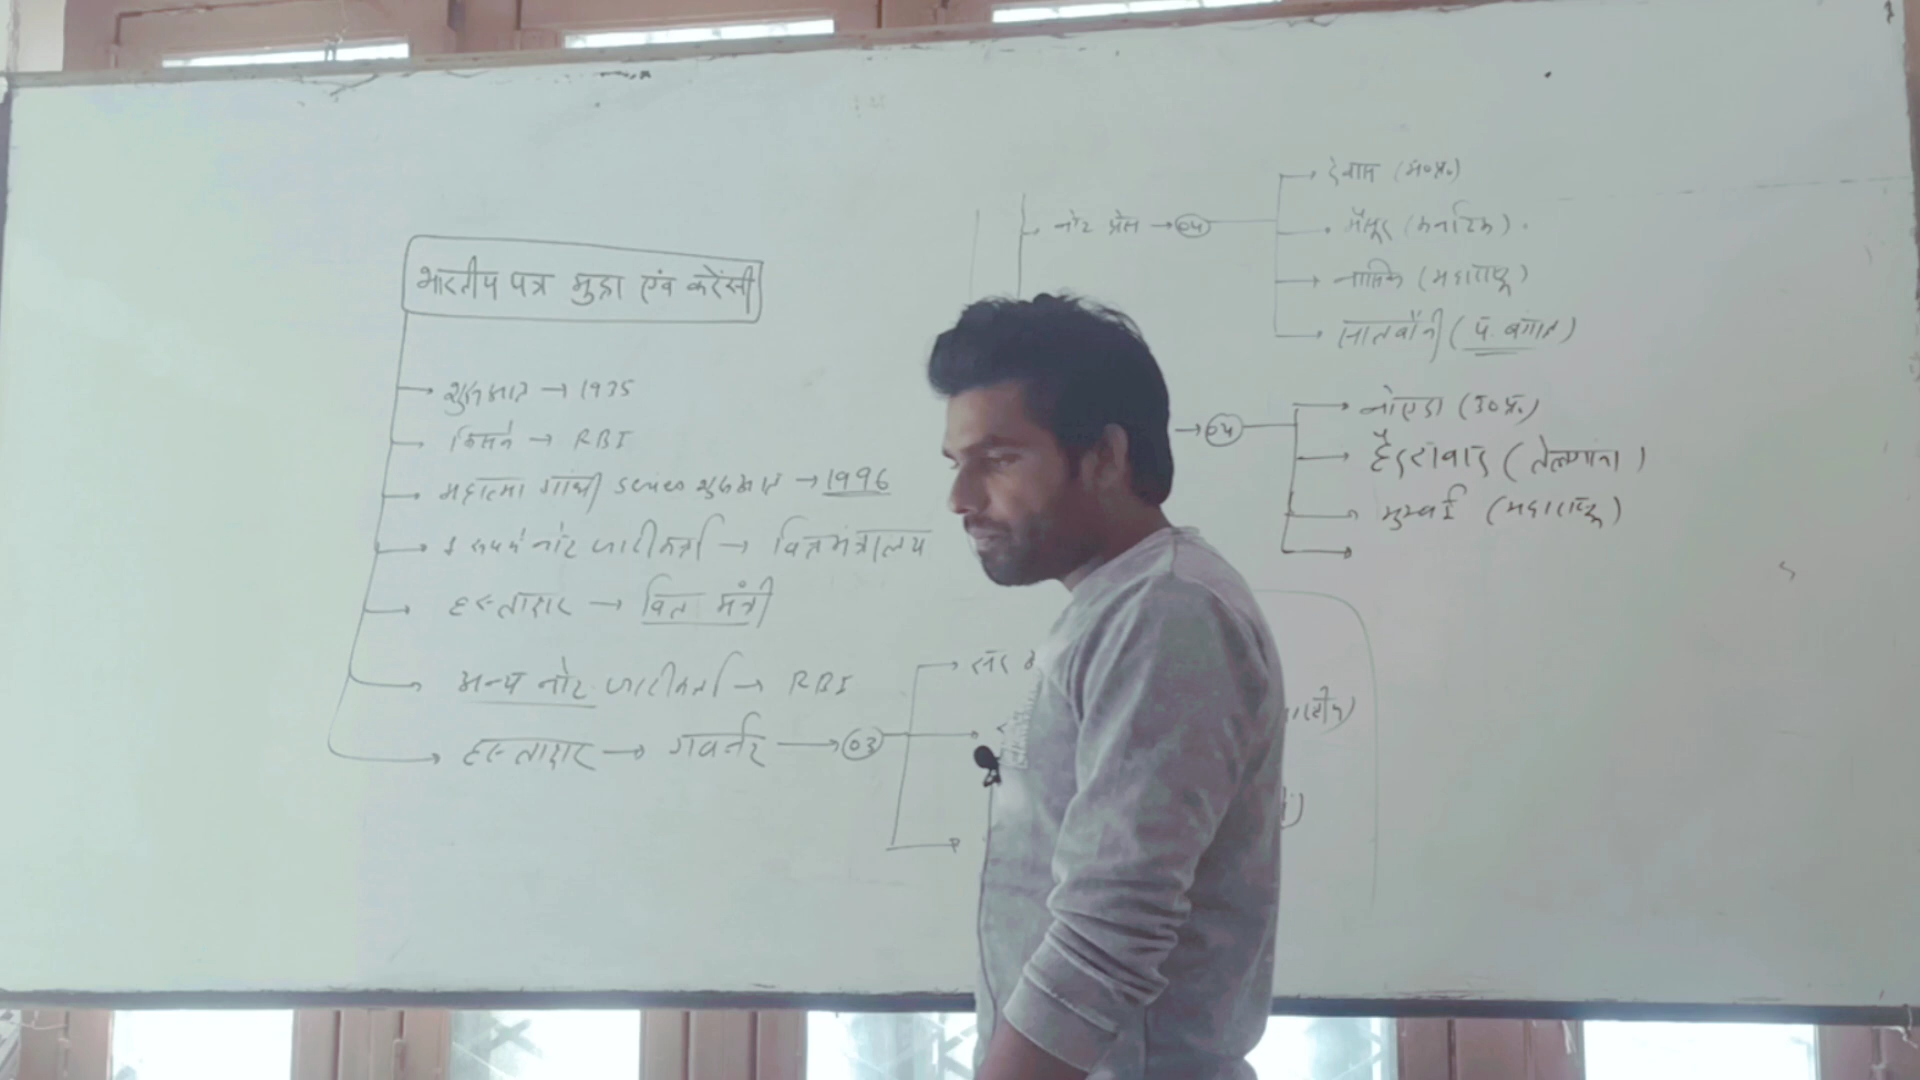 भारतीय पत्र मुद्रा एवं करेंसी
शुरुआत → 1935
किसने → RBI
महात्मा गांधी series शुरुआत → 1996
1 रुपये नोट जारीकर्ता → वित्तमंत्रालय
हस्ताक्षर → वित्त मंत्री
अन्य नोट जारीकर्ता → RBI
हस्ताक्षर → गवर्नर → 03
सर
नोट प्रेस → 04
देवास (म०प्र०)
मैसूर (कर्नाटक)
नासिक (महाराष्ट्र)
सालबोनी (प. बंगाल)
→ 04
नोएडा (उ०प्र०)
हैदराबाद (तेलंगाना)
मुम्बई (महाराष्ट्र)